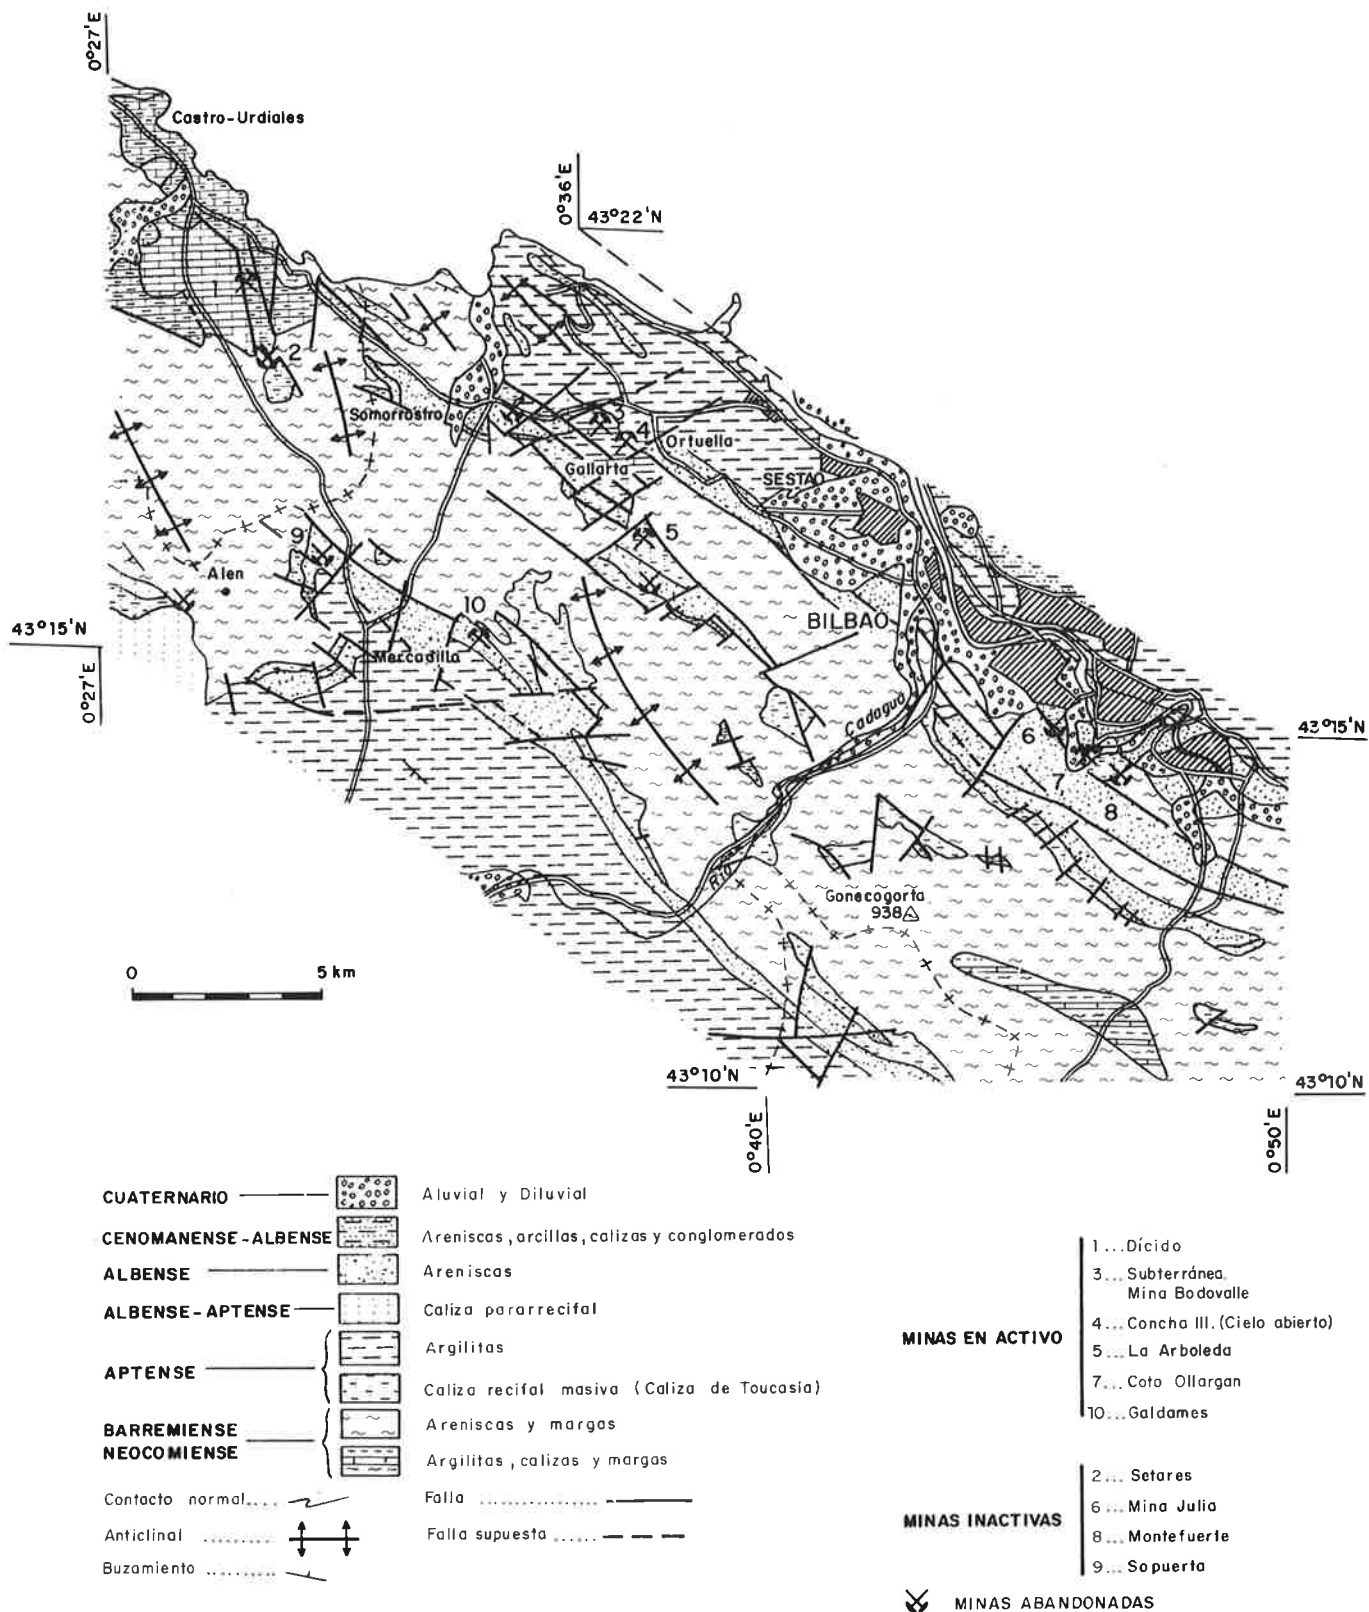 0°27'E
Castro-Urdiales
0°36'E
43°22'N
1
2
Somorrostro
3
4
Ortuella
Gallarta
SESTAO
5
9
Alen
10
BILBAO
43°15'N
Mercadillo
0°27'E
Cadagua
6
43°15'N
7
8
Río
Gonecogorta
938
0 5 km
43°10'N
43°10'N
0°40'E
0°50'E
CUATERNARIO Aluvial y Diluvial
CENOMANENSE-ALBENSE Areniscas, arcillas, calizas y conglomerados
ALBENSE Areniscas
ALBENSE-APTENSE Caliza pararrecifal
APTENSE
Argilitas
Caliza recifal masiva (Caliza de Toucasia)
BARREMIENSE
NEOCOMIENSE
Areniscas y margas
Argilitas, calizas y margas
Contacto normal....
Falla ..............
Anticlinal ........
Falla supuesta ......
Buzamiento ..........
MINAS EN ACTIVO
1...Dícido
3...Subterránea.
Mina Bodovalle
4...Concha III. (Cielo abierto)
5...La Arboleda
7...Coto Ollargan
10...Galdames
MINAS INACTIVAS
2...Setares
6...Mina Julia
8...Montefuerte
9...Sopuerta
MINAS ABANDONADAS